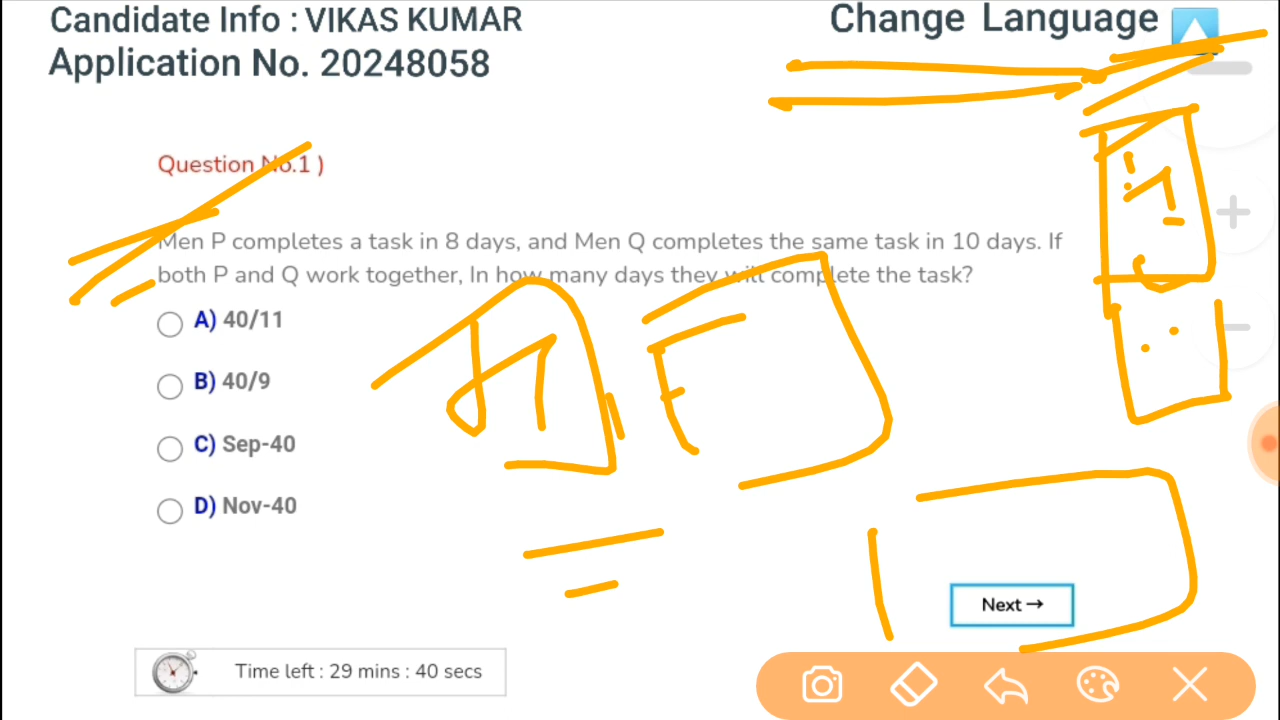 Candidate Info : VIKAS KUMAR
Change Language
Application No. 20248058
Question No.1 )
Men P completes a task in 8 days, and Men Q completes the same task in 10 days. If
both P and Q work together, In how many days they will complete the task?
A) 40/11
B) 40/9
C) Sep-40
D) Nov-40
Next →
Time left : 29 mins : 40 secs